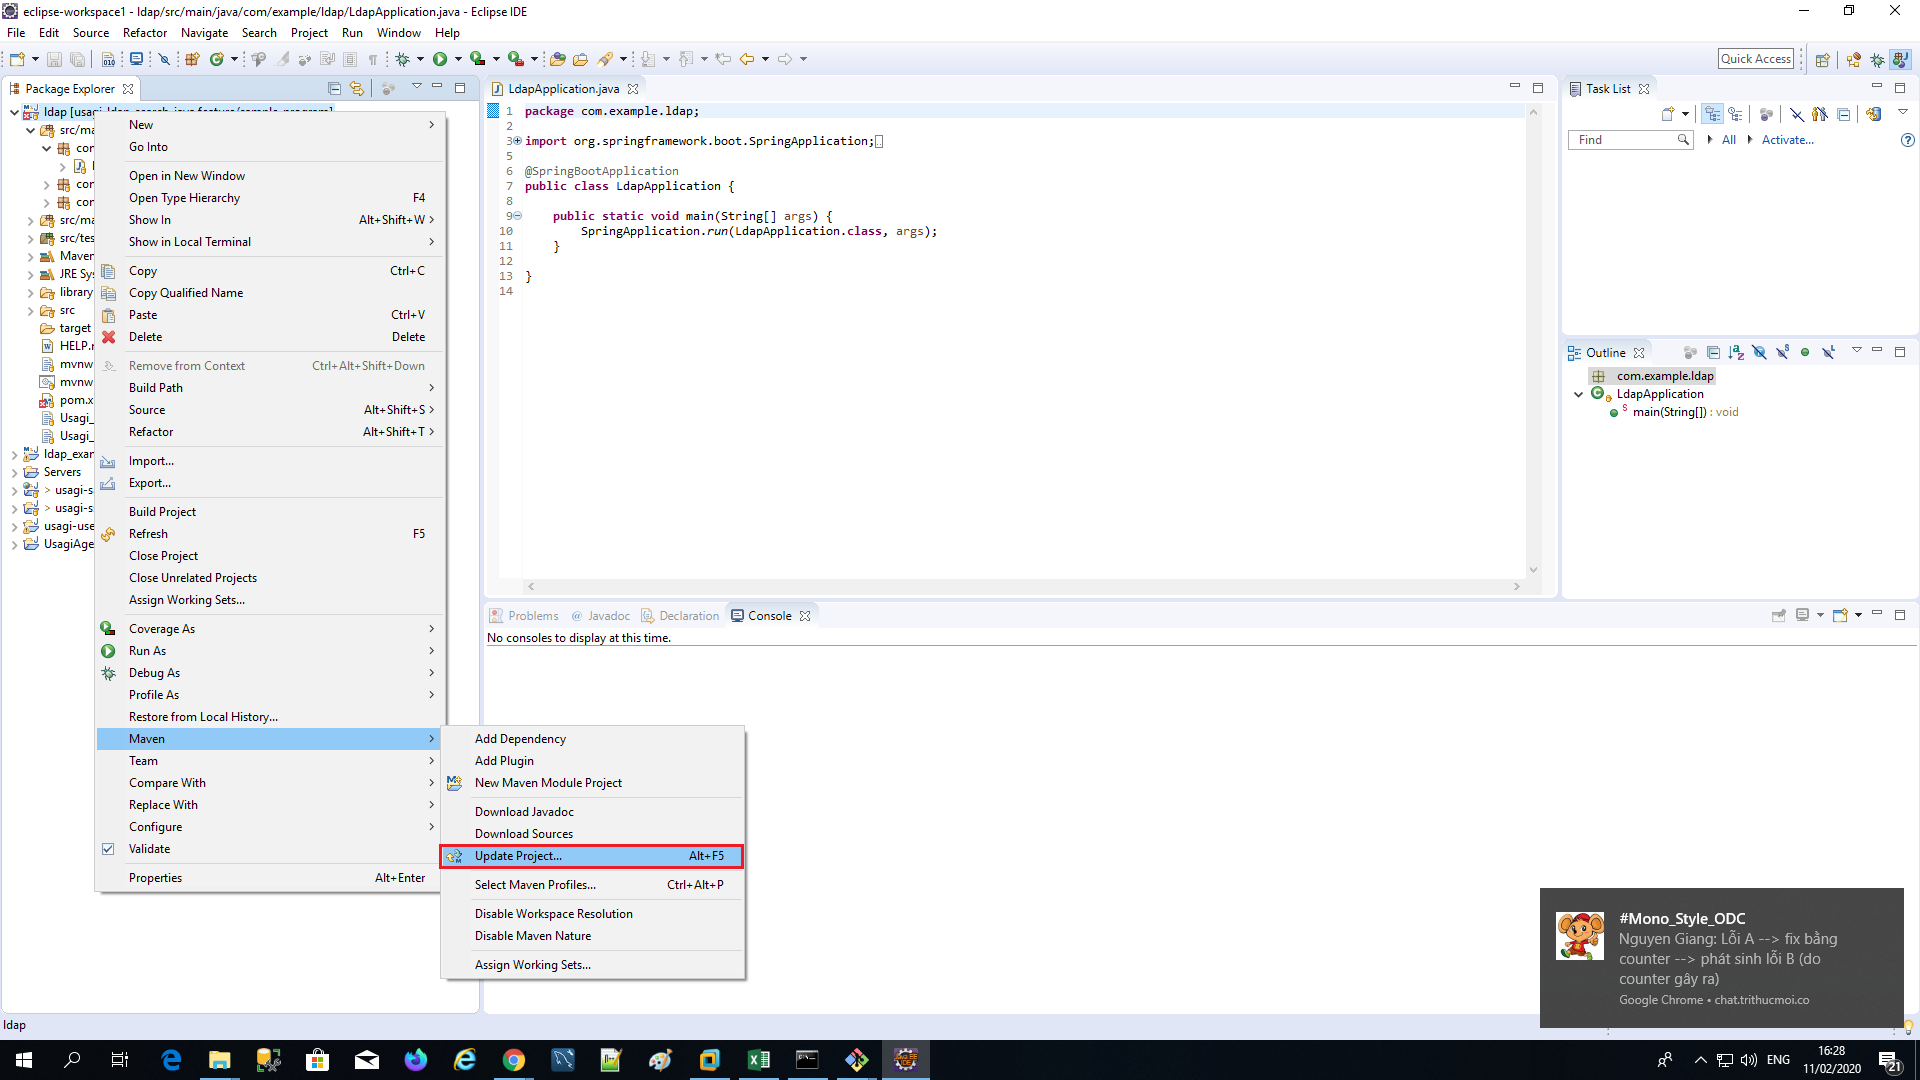 eclipse-workspace1 - ldap/src/main/java/com/example/ldap/LdapApplication.java - Eclipse IDE
File Edit Source Refactor Navigate Search Project Run Window Help
Quick Access
Package Explorer
ldap [usagi-ldap-search-java feature/sample-program]
src/ma
con
con
con
src/ma
src/tes
Maven
JRE Sys
library
src
target
HELP.r
mvnw
mvnw
pom.x
Usagi_
Usagi_
ldap_exar
Servers
> usagi-s
> usagi-s
usagi-use
UsagiAge
New
Go Into
Open in New Window
Open Type Hierarchy F4
Show In Alt+Shift+W
Show in Local Terminal
Copy Ctrl+C
Copy Qualified Name
Paste Ctrl+V
Delete Delete
Remove from Context Ctrl+Alt+Shift+Down
Build Path
Source Alt+Shift+S
Refactor Alt+Shift+T
Import...
Export...
Build Project
Refresh F5
Close Project
Close Unrelated Projects
Assign Working Sets...
Coverage As
Run As
Debug As
Profile As
Restore from Local History...
Maven
Team
Compare With
Replace With
Configure
Validate
Properties Alt+Enter
Add Dependency
Add Plugin
New Maven Module Project
Download Javadoc
Download Sources
Update Project... Alt+F5
Select Maven Profiles... Ctrl+Alt+P
Disable Workspace Resolution
Disable Maven Nature
Assign Working Sets...
LdapApplication.java
1 package com.example.ldap;
2
3 import org.springframework.boot.SpringApplication;
5
6 @SpringBootApplication
7 public class LdapApplication {
8
9 public static void main(String[] args) {
10 SpringApplication.run(LdapApplication.class, args);
11 }
12
13 }
14
Problems @ Javadoc Declaration Console
No consoles to display at this time.
Task List
Find All Activate...
Outline
com.example.ldap
LdapApplication
main(String[]) : void
#Mono_Style_ODC
Nguyen Giang: Lỗi A --> fix bằng
counter --> phát sinh lỗi B (do
counter gây ra)
Google Chrome • chat.trithucmoi.co
ldap
ENG
16:28
11/02/2020
21